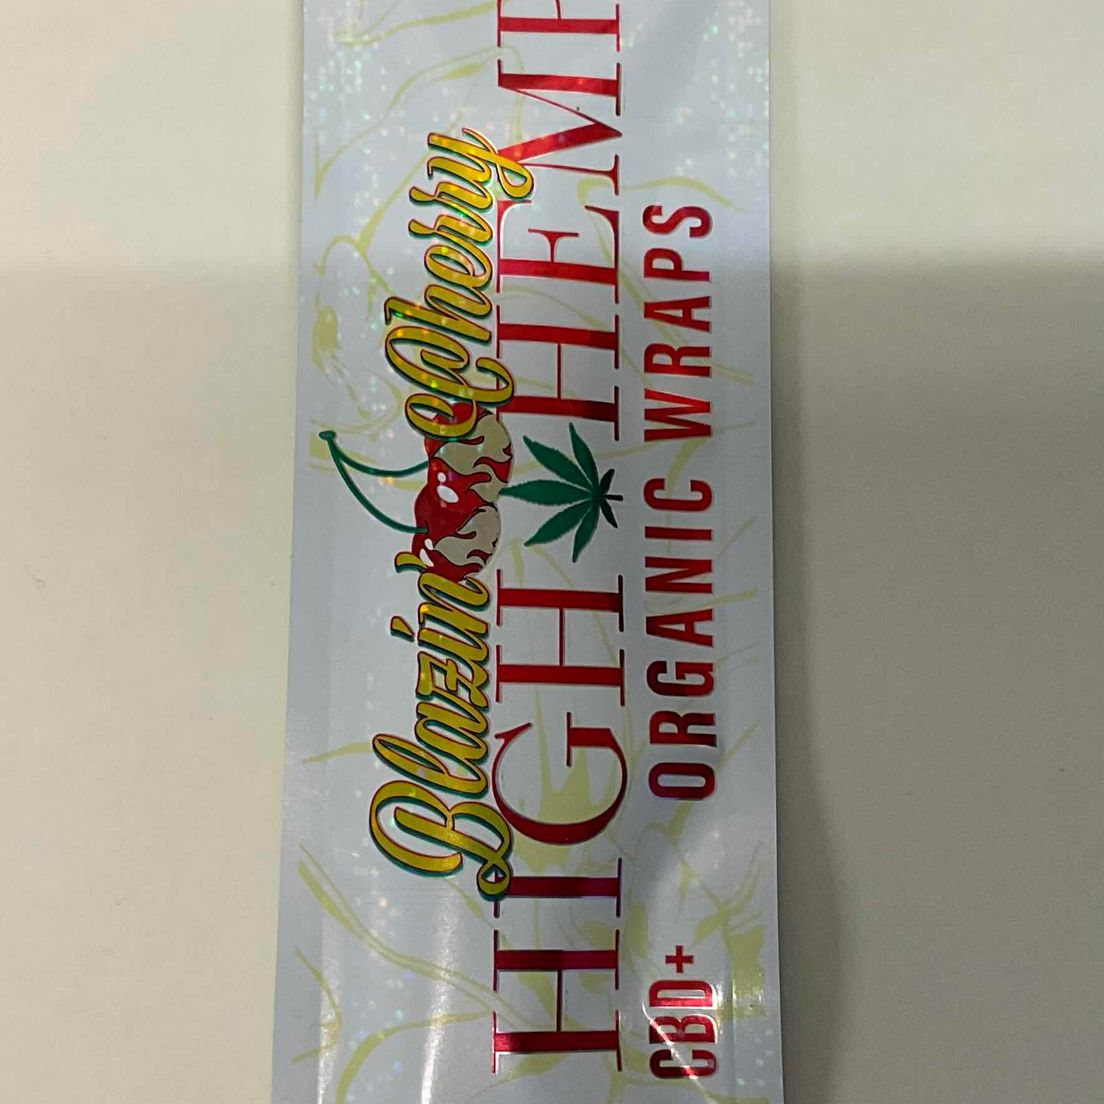 Blazin' Cherry
HIGH HEMP
CBD+ ORGANIC WRAPS